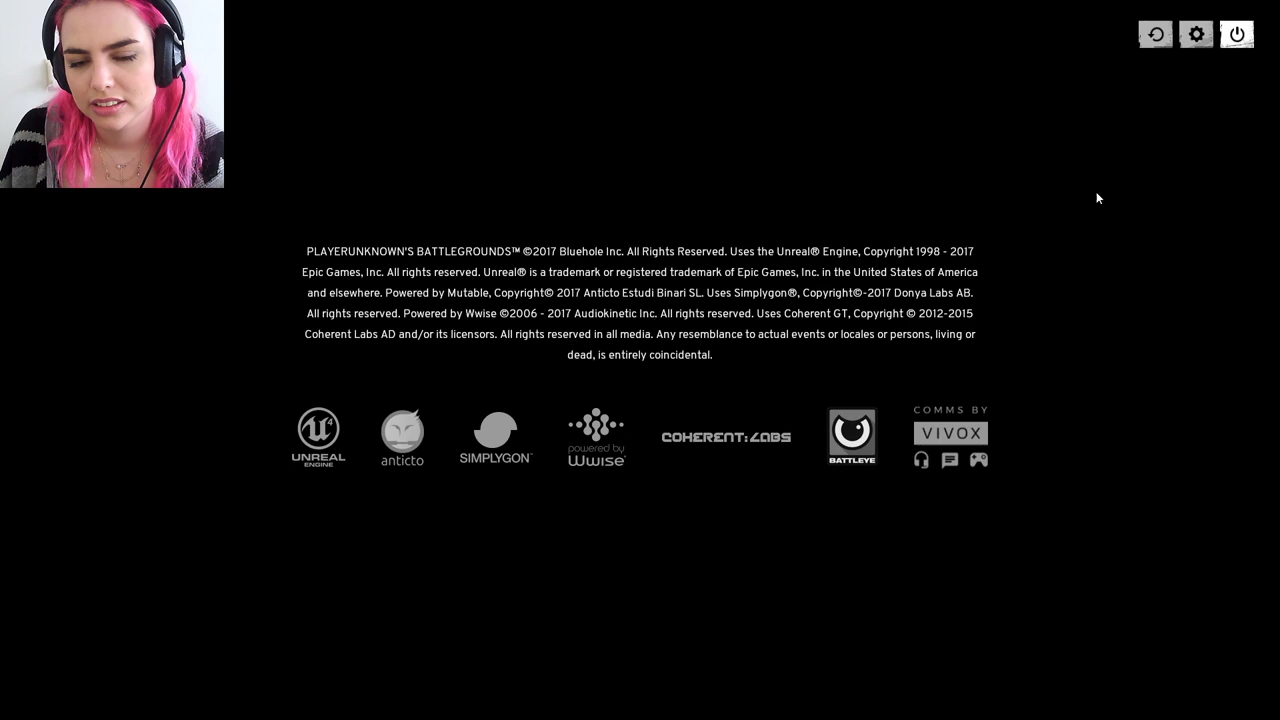 PLAYERUNKNOWN'S BATTLEGROUNDS™ ©2017 Bluehole Inc. All Rights Reserved. Uses the Unreal® Engine, Copyright 1998 - 2017
Epic Games, Inc. All rights reserved. Unreal® is a trademark or registered trademark of Epic Games, Inc. in the United States of America
and elsewhere. Powered by Mutable, Copyright© 2017 Anticto Estudi Binari SL. Uses Simplygon®, Copyright©-2017 Donya Labs AB.
All rights reserved. Powered by Wwise ©2006 - 2017 Audiokinetic Inc. All rights reserved. Uses Coherent GT, Copyright © 2012-2015
Coherent Labs AD and/or its licensors. All rights reserved in all media. Any resemblance to actual events or locales or persons, living or
dead, is entirely coincidental.
UNREAL
ENGINE
anticto
SIMPLYGON™
powered by
Wwise
COHERENT:LABS
BATTLEYE
COMMS BY
VIVOX